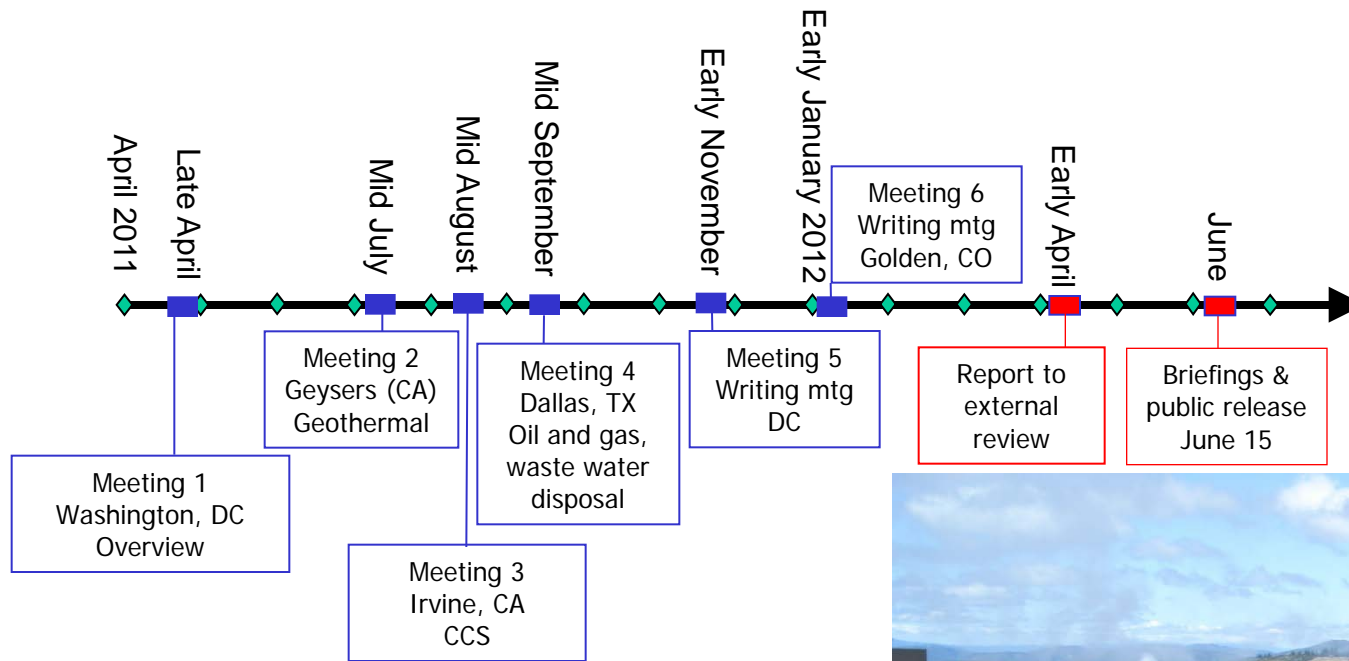 April 2011
Late April
Mid July
Mid August
Mid September
Early November
Early January 2012
Early April
June
Meeting 6
Writing mtg
Golden, CO
Meeting 1
Washington, DC
Overview
Meeting 2
Geysers (CA)
Geothermal
Meeting 3
Irvine, CA
CCS
Meeting 4
Dallas, TX
Oil and gas,
waste water
disposal
Meeting 5
Writing mtg
DC
Report to
external
review
Briefings &
public release
June 15